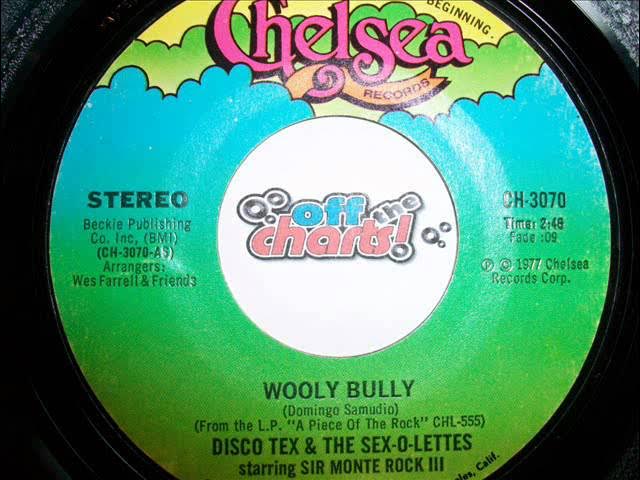 BEGINNING.
Chelsea
RECORDS
STEREO
Beckie Publishing
Co. Inc, (BMI)
(CH-3070-AS)
Arrangers:
Wes Farrell & Friends
CH-3070
Time: 2:48
Fade :09
℗ © 1977 Chelsea
Records Corp.
off the
charts!
WOOLY BULLY
(Domingo Samudio)
(From the L.P. "A Piece Of The Rock" CHL-555)
DISCO TEX & THE SEX-O-LETTES
starring SIR MONTE ROCK III
Calif.